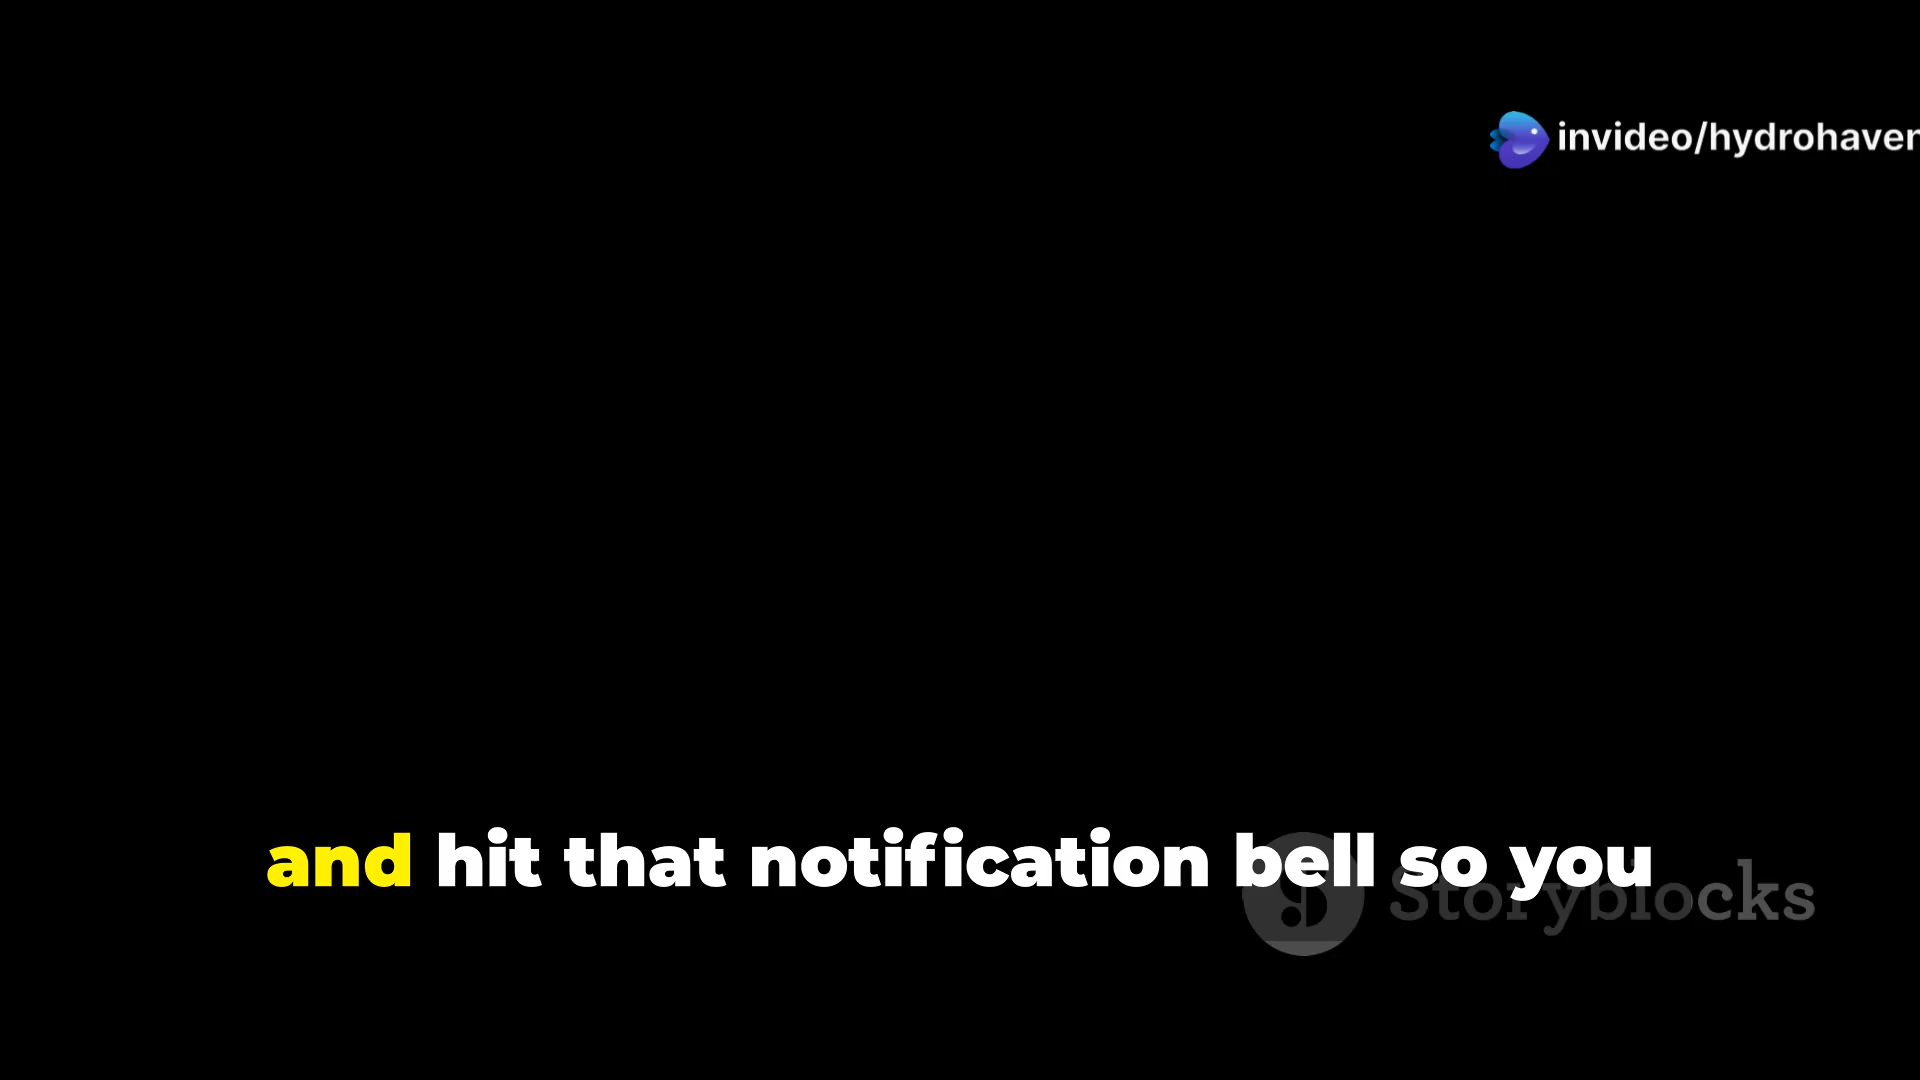 invideo/hydrohaven
and hit that notification bell so you
Storyblocks